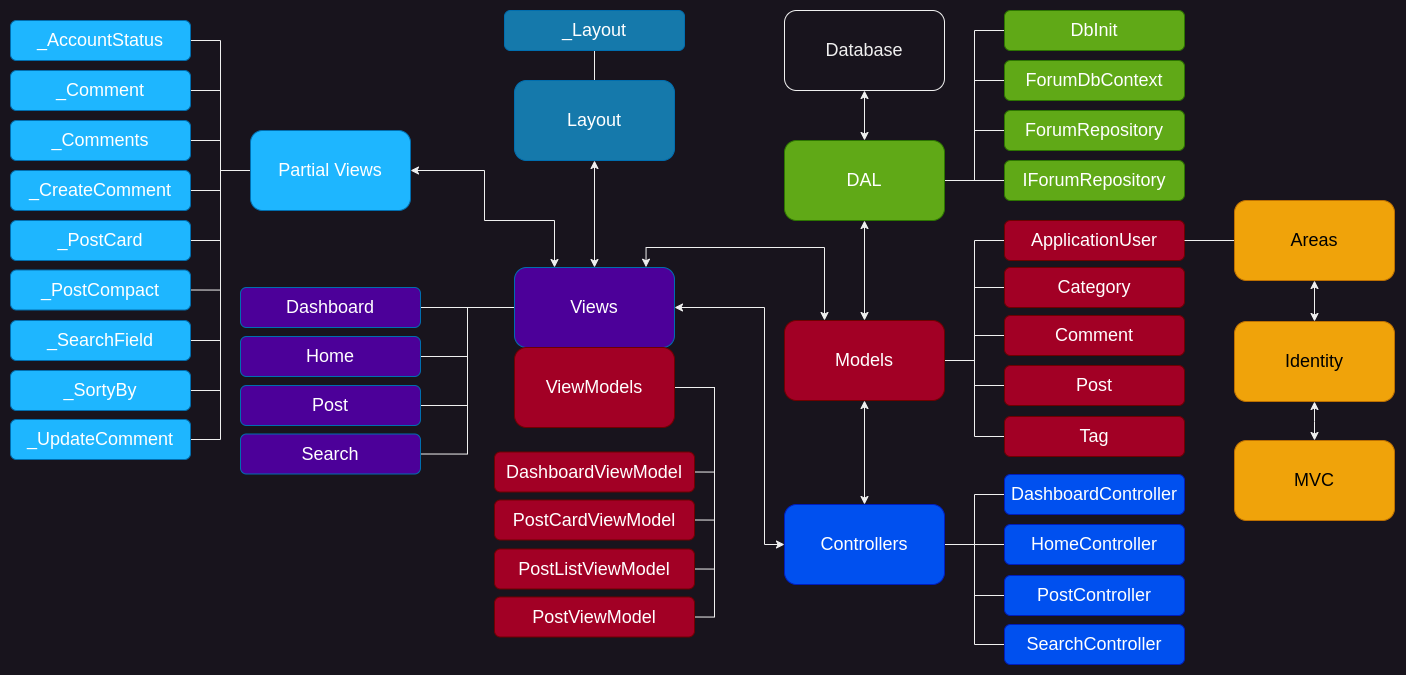 _AccountStatus
_Comment
_Comments
_CreateComment
_PostCard
_PostCompact
_SearchField
_SortyBy
_UpdateComment
Partial Views
_Layout
Layout
Views
Dashboard
Home
Post
Search
ViewModels
DashboardViewModel
PostCardViewModel
PostListViewModel
PostViewModel
Database
DAL
DbInit
ForumDbContext
ForumRepository
IForumRepository
Models
ApplicationUser
Category
Comment
Post
Tag
Controllers
DashboardController
HomeController
PostController
SearchController
Areas
Identity
MVC